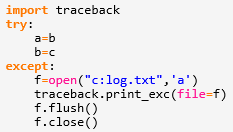 import traceback
try:
    a=b
    b=c
except:
    f=open("c:log.txt",'a')
    traceback.print_exc(file=f)
    f.flush()
    f.close()